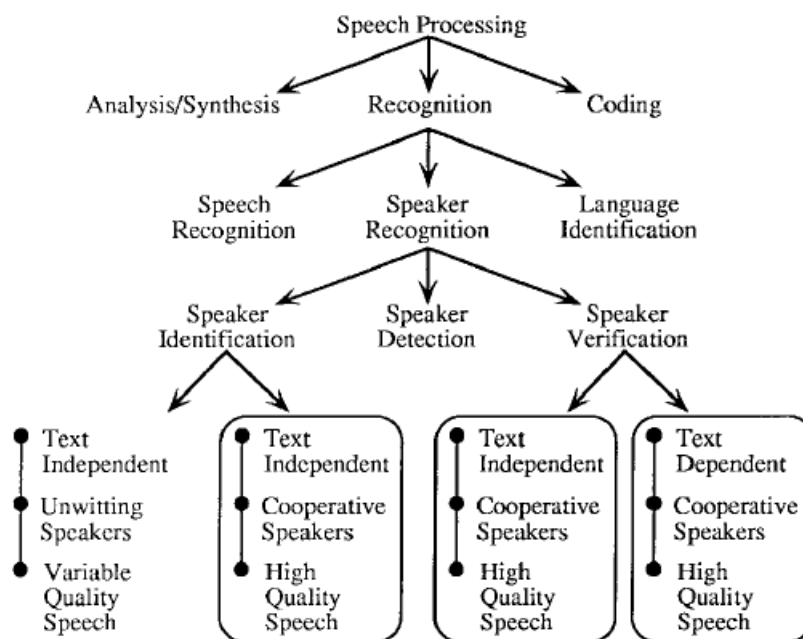 Speech Processing
Analysis/Synthesis Recognition Coding
Speech Recognition
Speaker Recognition
Language Identification
Speaker Identification
Speaker Detection
Speaker Verification
Text
Independent
Unwitting
Speakers
Variable
Quality
Speech
Text
Independent
Cooperative
Speakers
High
Quality
Speech
Text
Independent
Cooperative
Speakers
High
Quality
Speech
Text
Dependent
Cooperative
Speakers
High
Quality
Speech